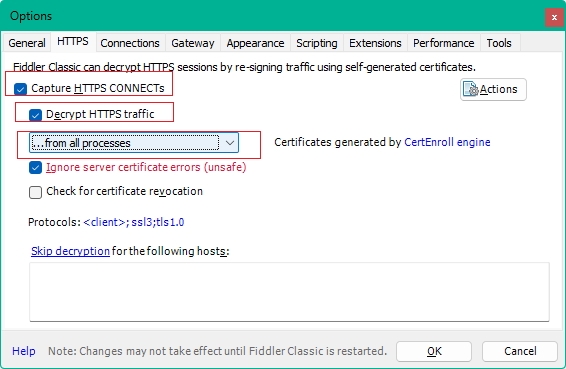 Options
x
General HTTPS Connections Gateway Appearance Scripting Extensions Performance Tools
Fiddler Classic can decrypt HTTPS sessions by re-signing traffic using self-generated certificates.
Capture HTTPS CONNECTs
Actions
Decrypt HTTPS traffic
...from all processes
Certificates generated by CertEnroll engine
Ignore server certificate errors (unsafe)
Check for certificate revocation
Protocols: <client>; ssl3;tls1.0
Skip decryption for the following hosts:
Help Note: Changes may not take effect until Fiddler Classic is restarted. OK Cancel